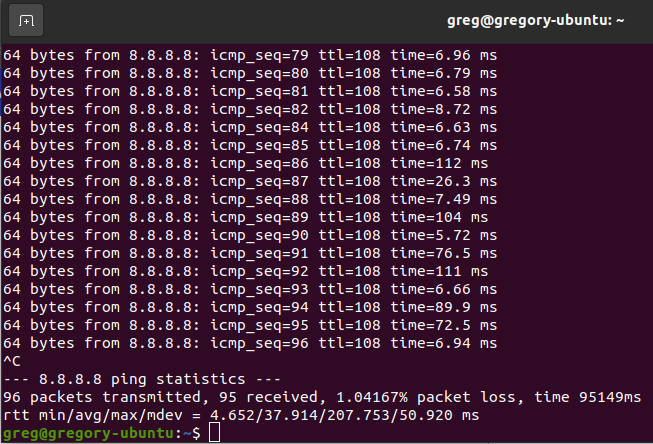 greg@gregory-ubuntu: ~
64 bytes from 8.8.8.8: icmp_seq=79 ttl=108 time=6.96 ms
64 bytes from 8.8.8.8: icmp_seq=80 ttl=108 time=6.79 ms
64 bytes from 8.8.8.8: icmp_seq=81 ttl=108 time=6.58 ms
64 bytes from 8.8.8.8: icmp_seq=82 ttl=108 time=8.72 ms
64 bytes from 8.8.8.8: icmp_seq=84 ttl=108 time=6.63 ms
64 bytes from 8.8.8.8: icmp_seq=85 ttl=108 time=6.74 ms
64 bytes from 8.8.8.8: icmp_seq=86 ttl=108 time=112 ms
64 bytes from 8.8.8.8: icmp_seq=87 ttl=108 time=26.3 ms
64 bytes from 8.8.8.8: icmp_seq=88 ttl=108 time=7.49 ms
64 bytes from 8.8.8.8: icmp_seq=89 ttl=108 time=104 ms
64 bytes from 8.8.8.8: icmp_seq=90 ttl=108 time=5.72 ms
64 bytes from 8.8.8.8: icmp_seq=91 ttl=108 time=76.5 ms
64 bytes from 8.8.8.8: icmp_seq=92 ttl=108 time=111 ms
64 bytes from 8.8.8.8: icmp_seq=93 ttl=108 time=6.66 ms
64 bytes from 8.8.8.8: icmp_seq=94 ttl=108 time=89.9 ms
64 bytes from 8.8.8.8: icmp_seq=95 ttl=108 time=72.5 ms
64 bytes from 8.8.8.8: icmp_seq=96 ttl=108 time=6.94 ms
^C
--- 8.8.8.8 ping statistics ---
96 packets transmitted, 95 received, 1.04167% packet loss, time 95149ms
rtt min/avg/max/mdev = 4.652/37.914/207.753/50.920 ms
greg@gregory-ubuntu:~$